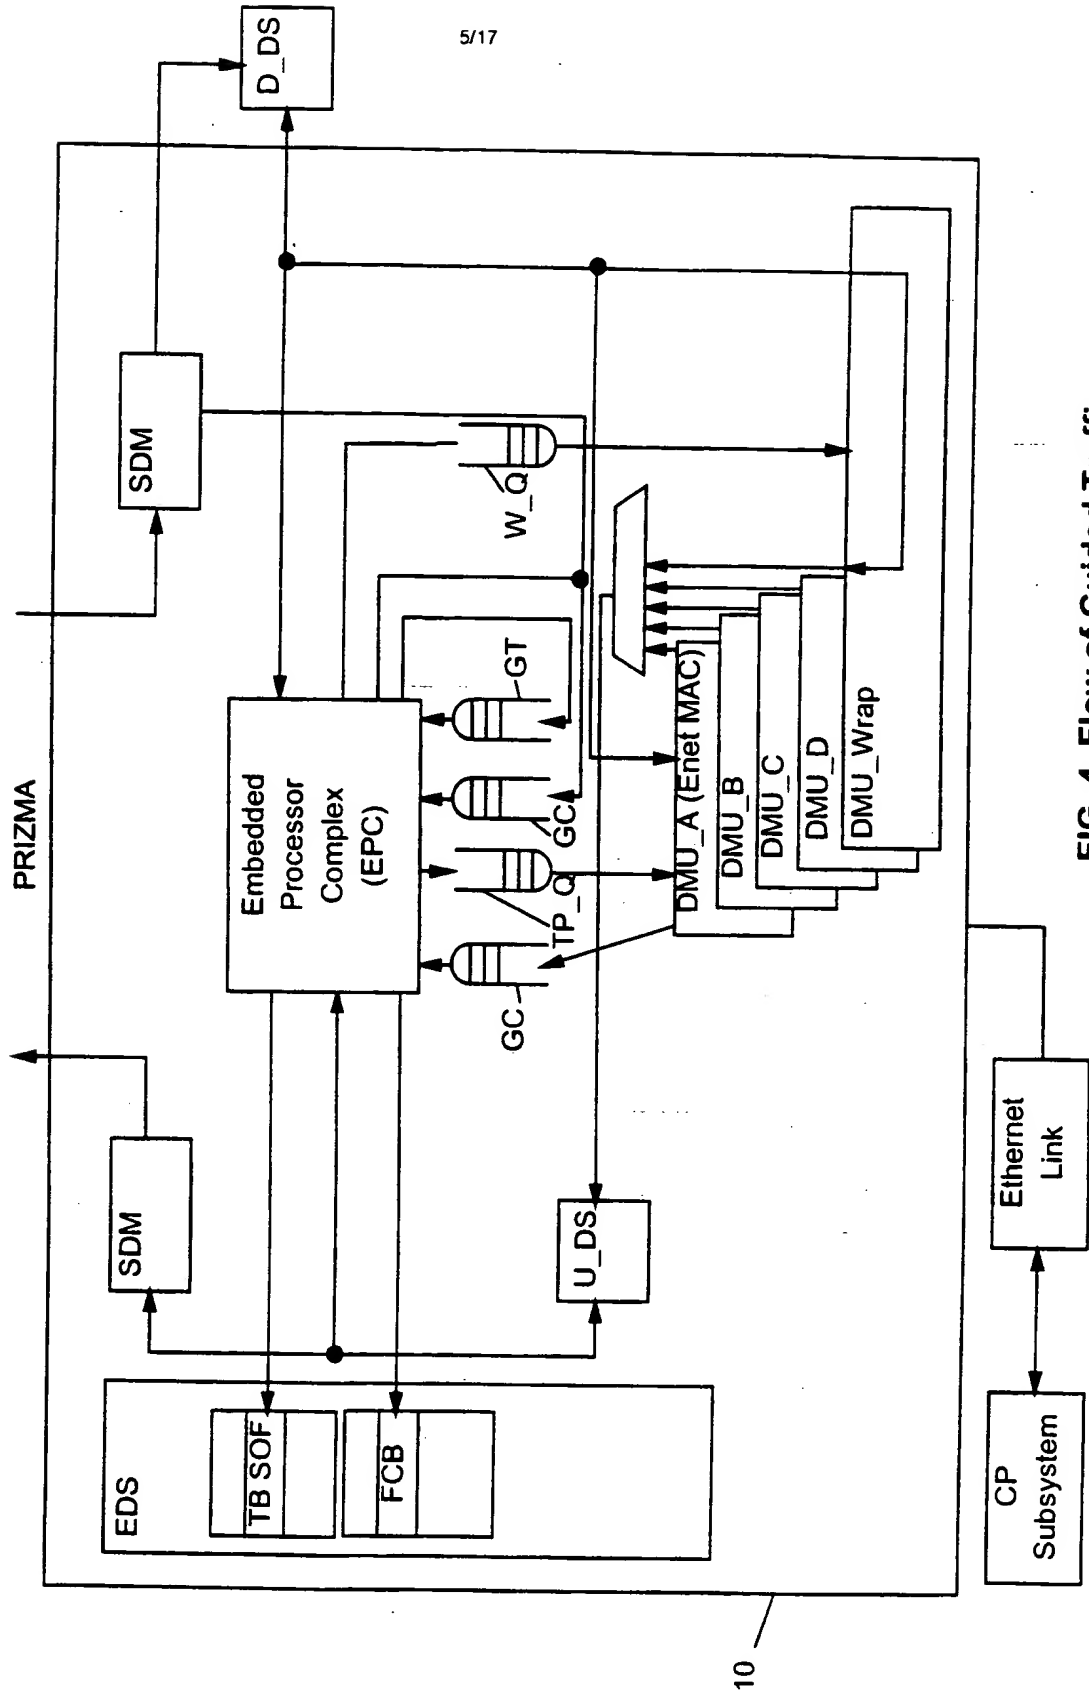 5/17
PRIZMA
D_DS
SDM
SDM
Embedded
Processor
Complex
(EPC)
W_Q
GT
GC
TP_Q
GC
EDS
TB SOF
FCB
U_DS
DMU_A (Enet MAC)
DMU_B
DMU_C
DMU_D
DMU_Wrap
10
CP
Subsystem
Ethernet
Link
FIG. 4 Flow of Guided